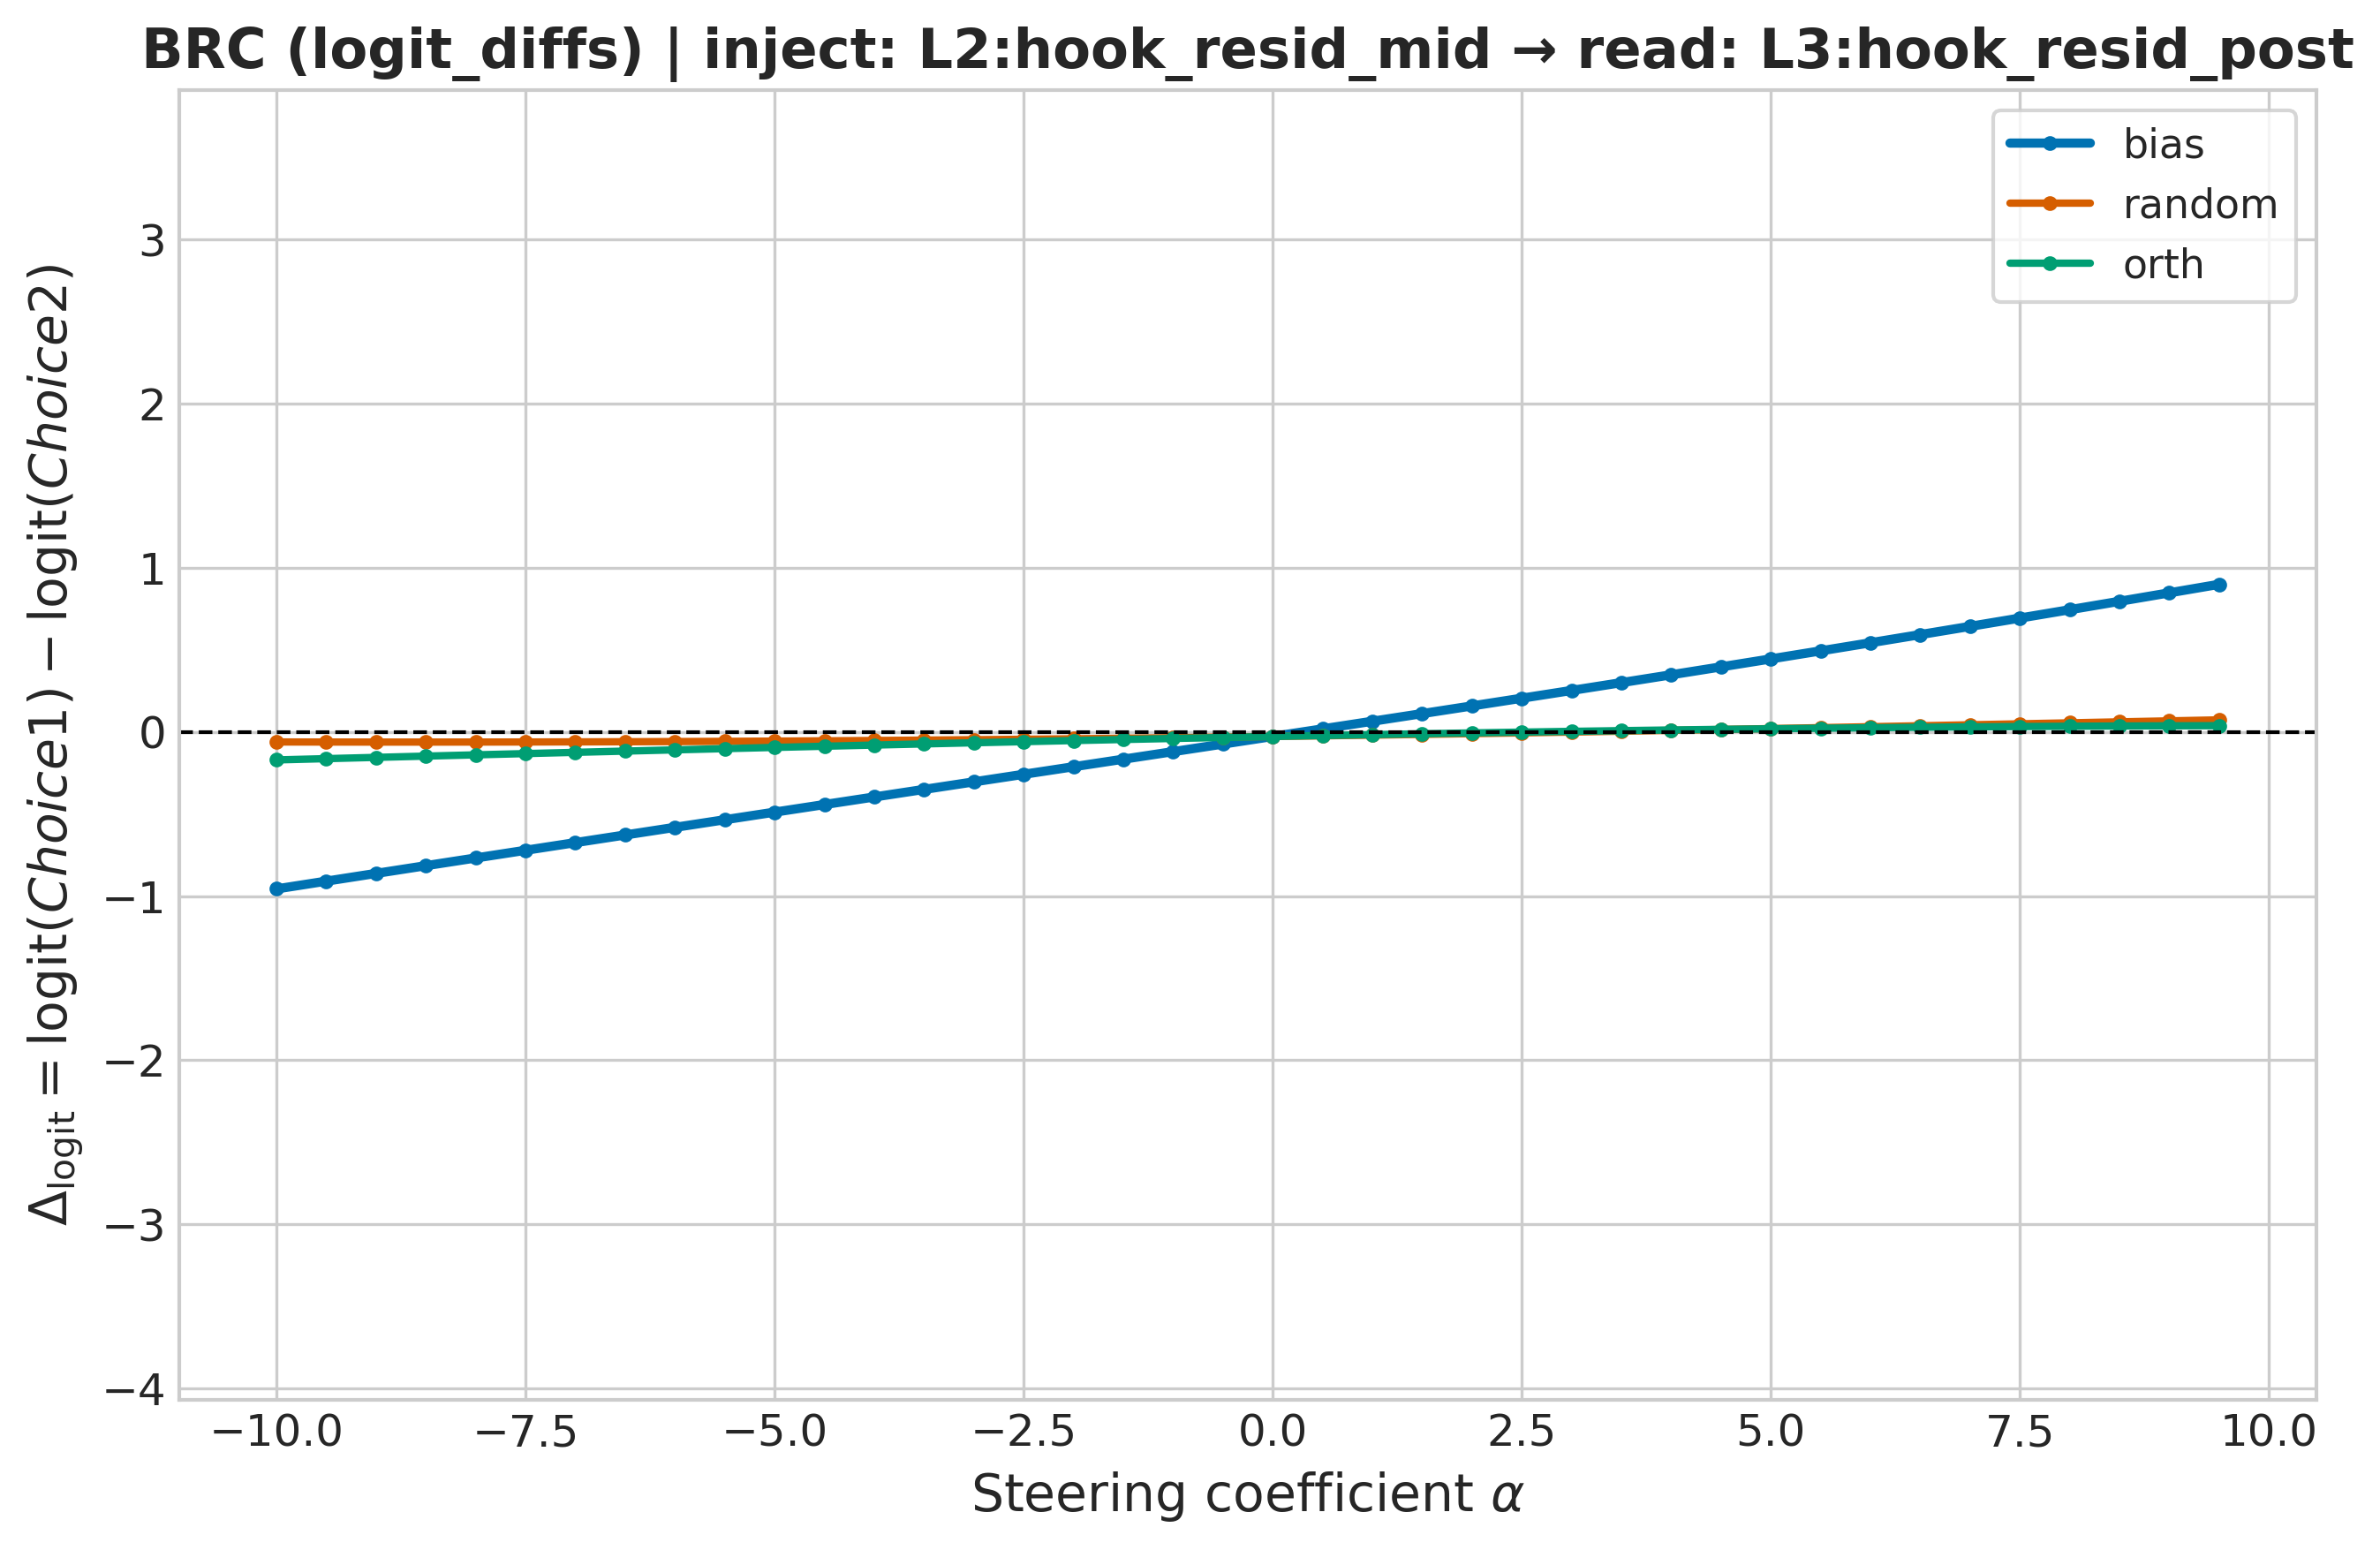 BRC (logit_diffs) | inject: L2:hook_resid_mid → read: L3:hook_resid_post
bias
random
orth
Δlogit = logit(Choice1) − logit(Choice2)
3
2
1
0
−1
−2
−3
−4
−10.0 −7.5 −5.0 −2.5 0.0 2.5 5.0 7.5 10.0
Steering coefficient α